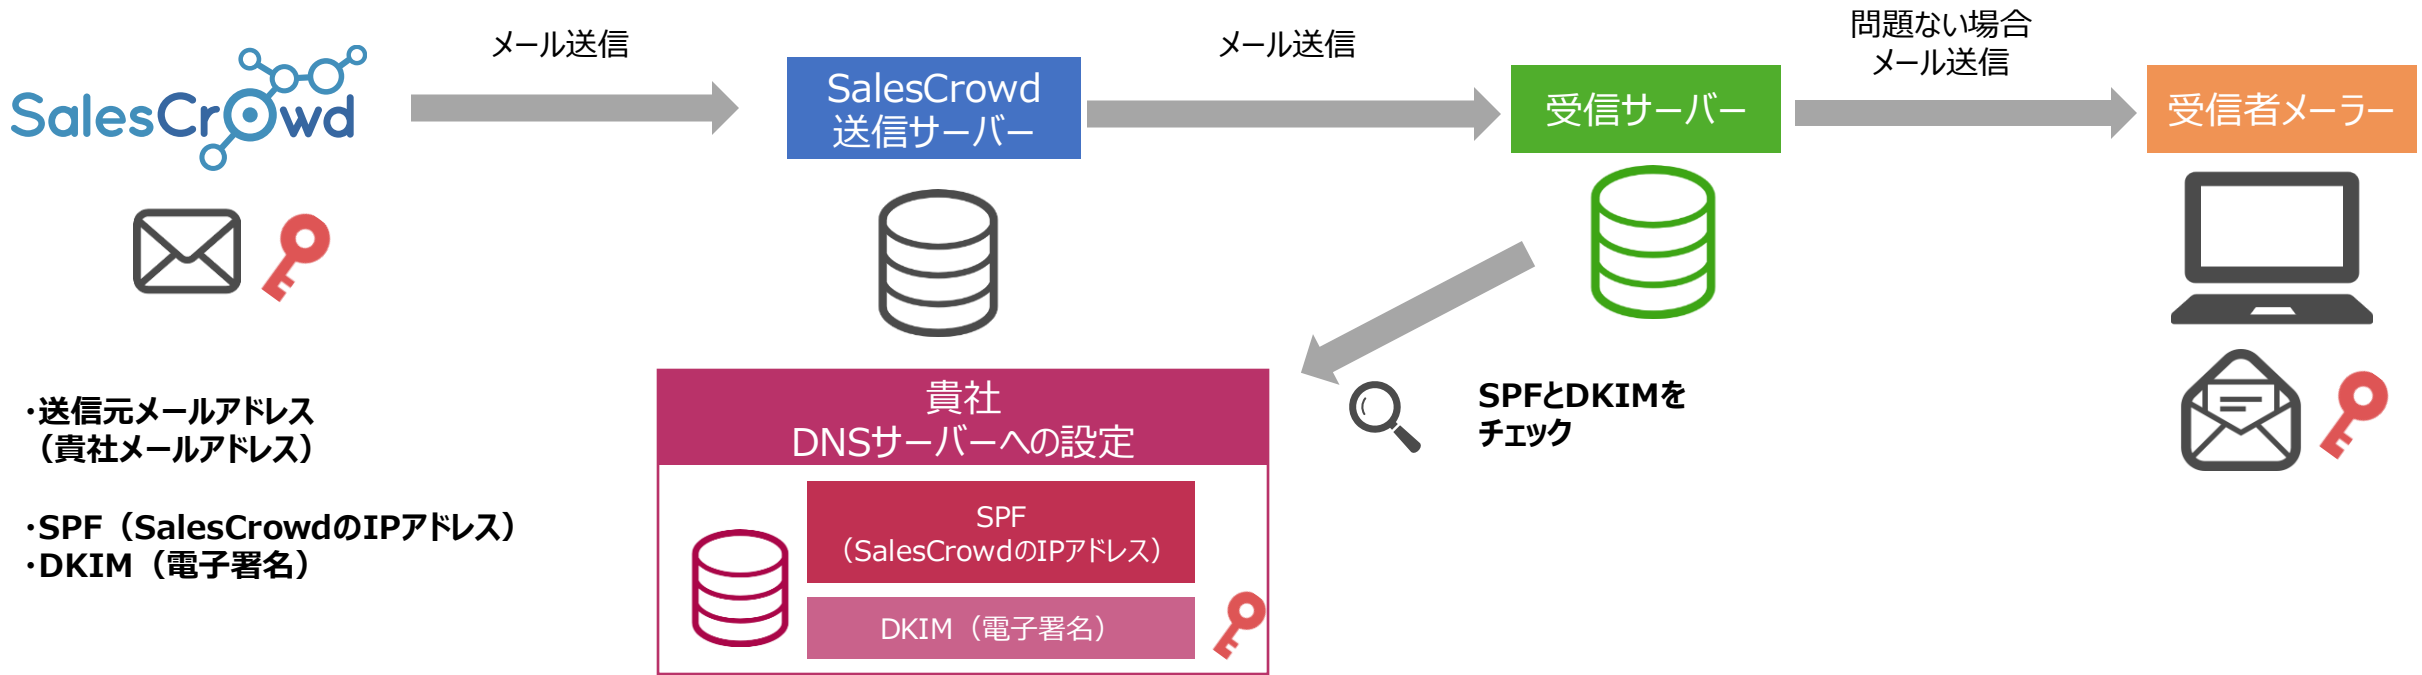 SalesCrowd
メール送信
SalesCrowd
送信サーバー
メール送信
受信サーバー
問題ない場合
メール送信
受信者メーラー
・送信元メールアドレス
（貴社メールアドレス）
・SPF（SalesCrowdのIPアドレス）
・DKIM（電子署名）
貴社
DNSサーバーへの設定
SPF
（SalesCrowdのIPアドレス）
DKIM（電子署名）
SPFとDKIMを
チェック